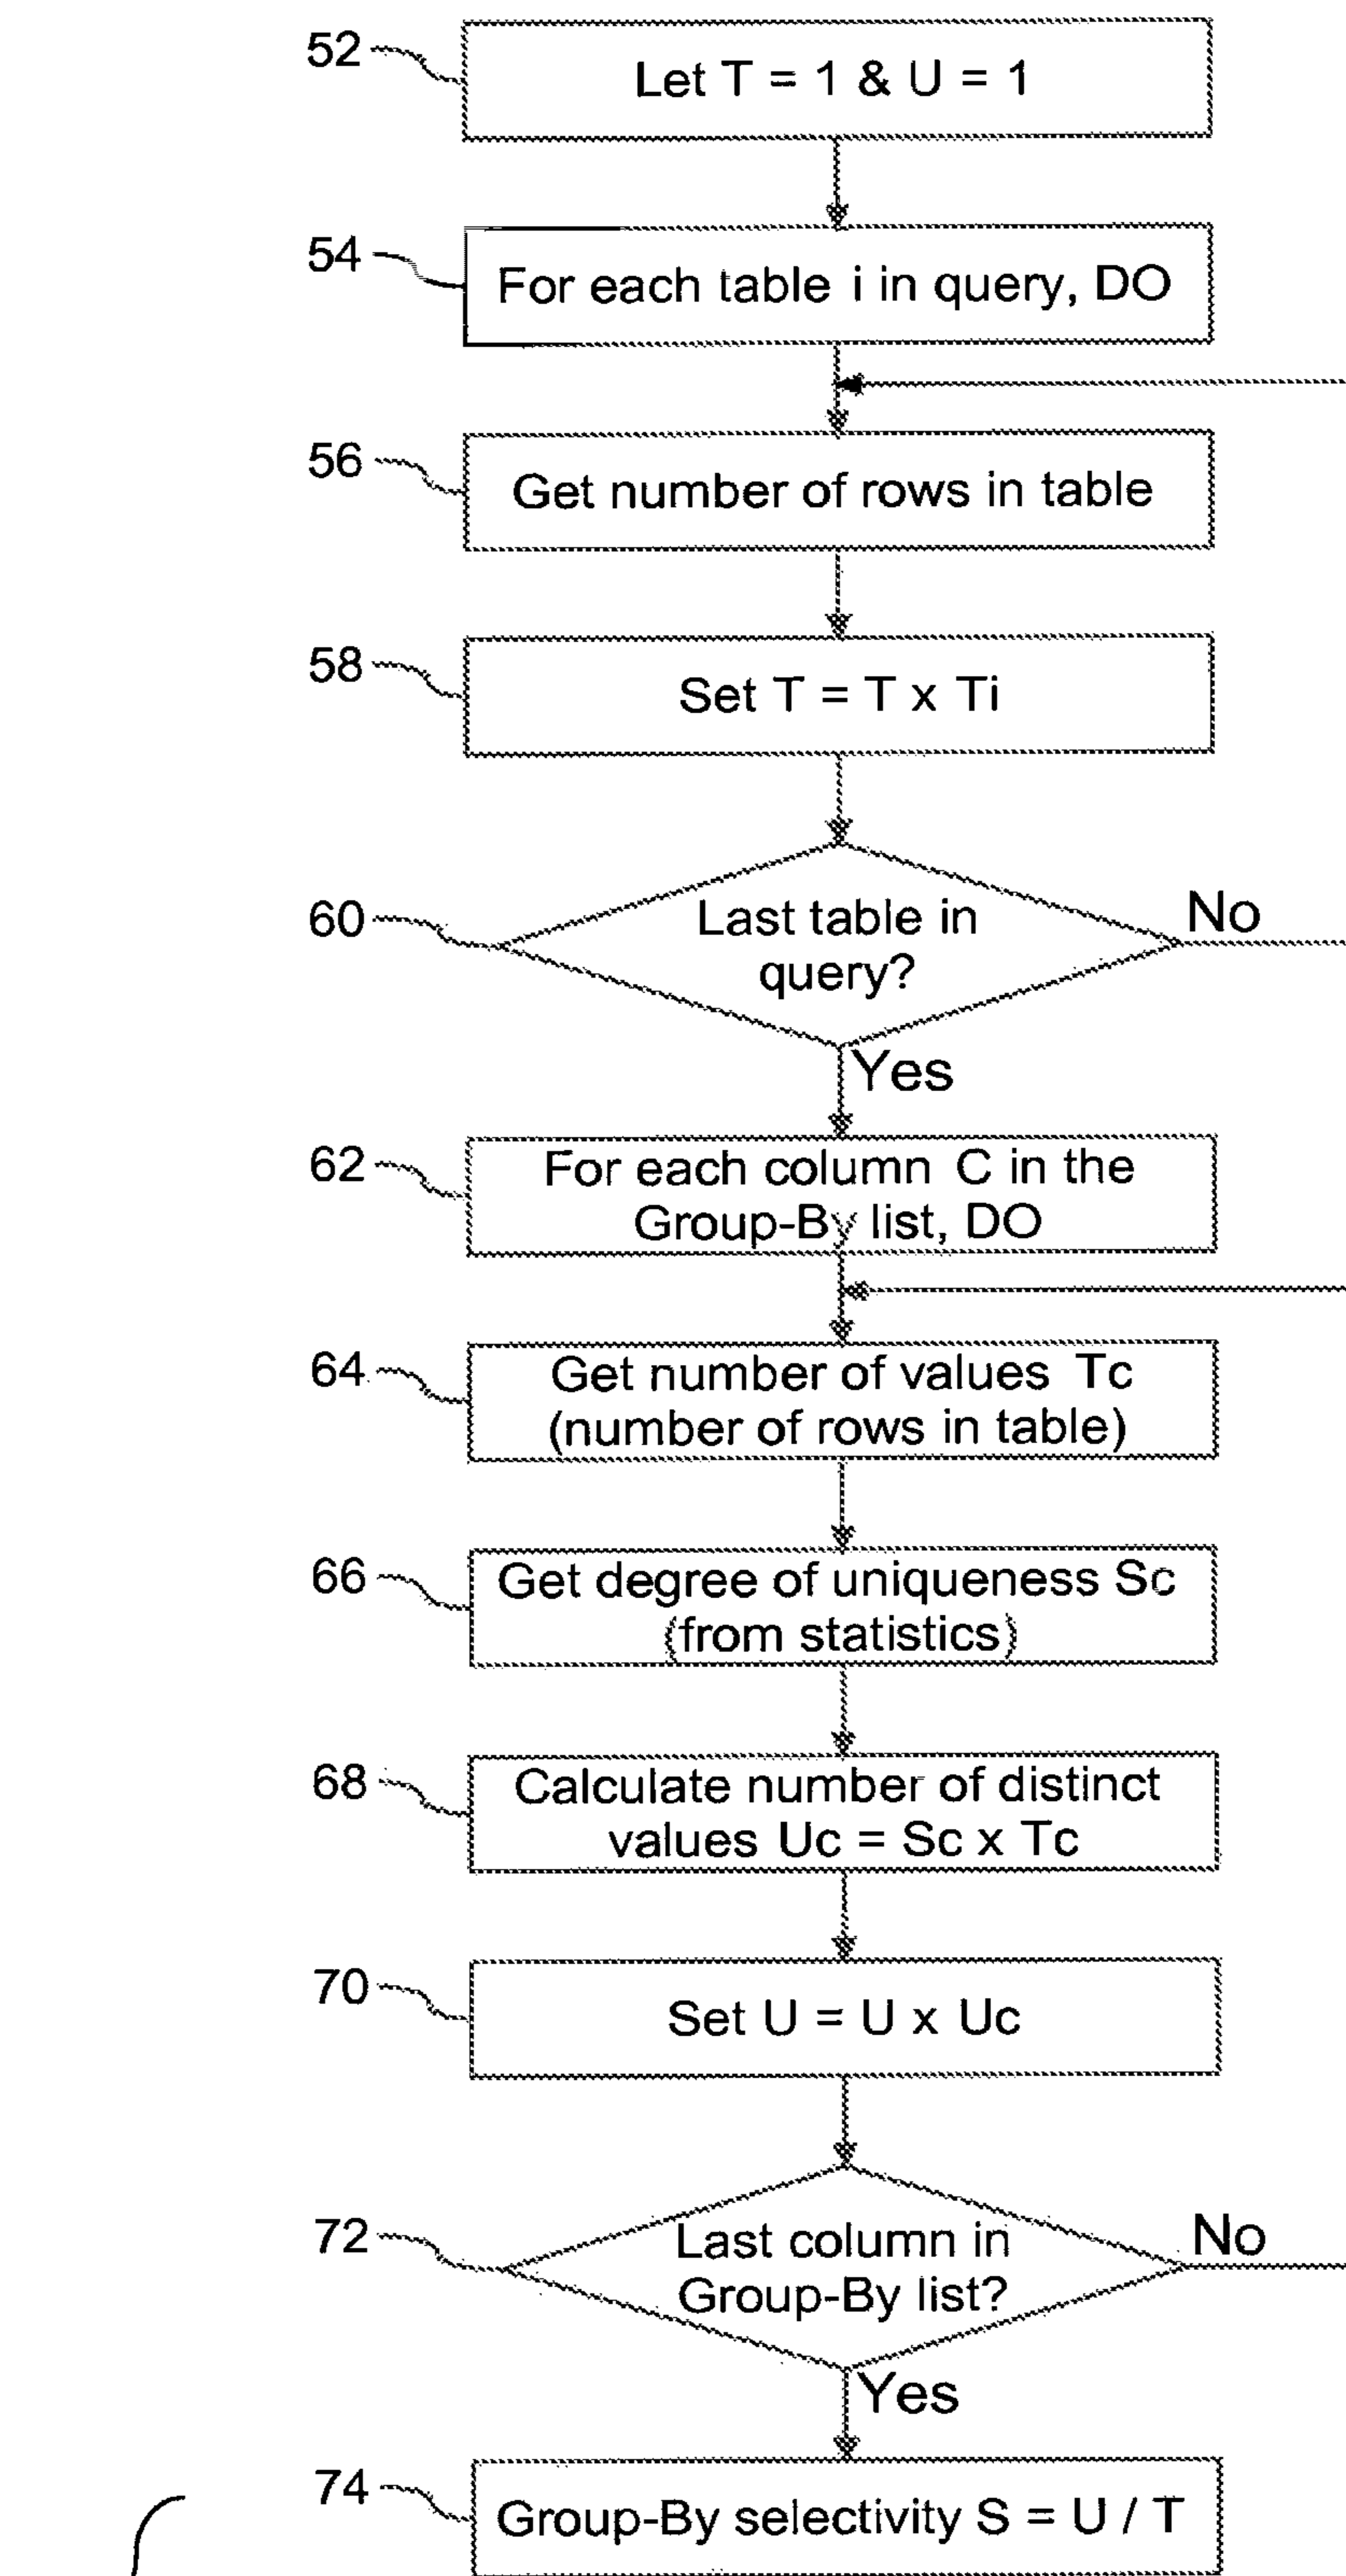 52
Let T = 1 & U = 1
54
For each table i in query, DO
56
Get number of rows in table
58
Set T = T x Ti
60
Last table in
query?
No
Yes
62
For each column C in the
Group-By list, DO
64
Get number of values Tc
(number of rows in table)
66
Get degree of uniqueness Sc
(from statistics)
68
Calculate number of distinct
values Uc = Sc x Tc
70
Set U = U x Uc
72
Last column in
Group-By list?
No
Yes
74
Group-By selectivity S = U / T